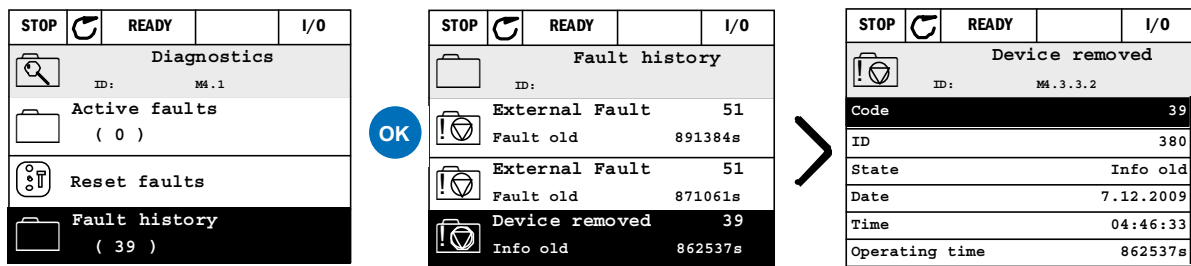 STOP READY I/O
Diagnostics
ID: M4.1
Active faults
( 0 )
Reset faults
Fault history
( 39 )
OK
STOP READY I/O
Fault history
ID:
External Fault 51
Fault old 891384s
External Fault 51
Fault old 871061s
Device removed 39
Info old 862537s
STOP READY I/O
Device removed
ID: M4.3.3.2
Code 39
ID 380
State Info old
Date 7.12.2009
Time 04:46:33
Operating time 862537s